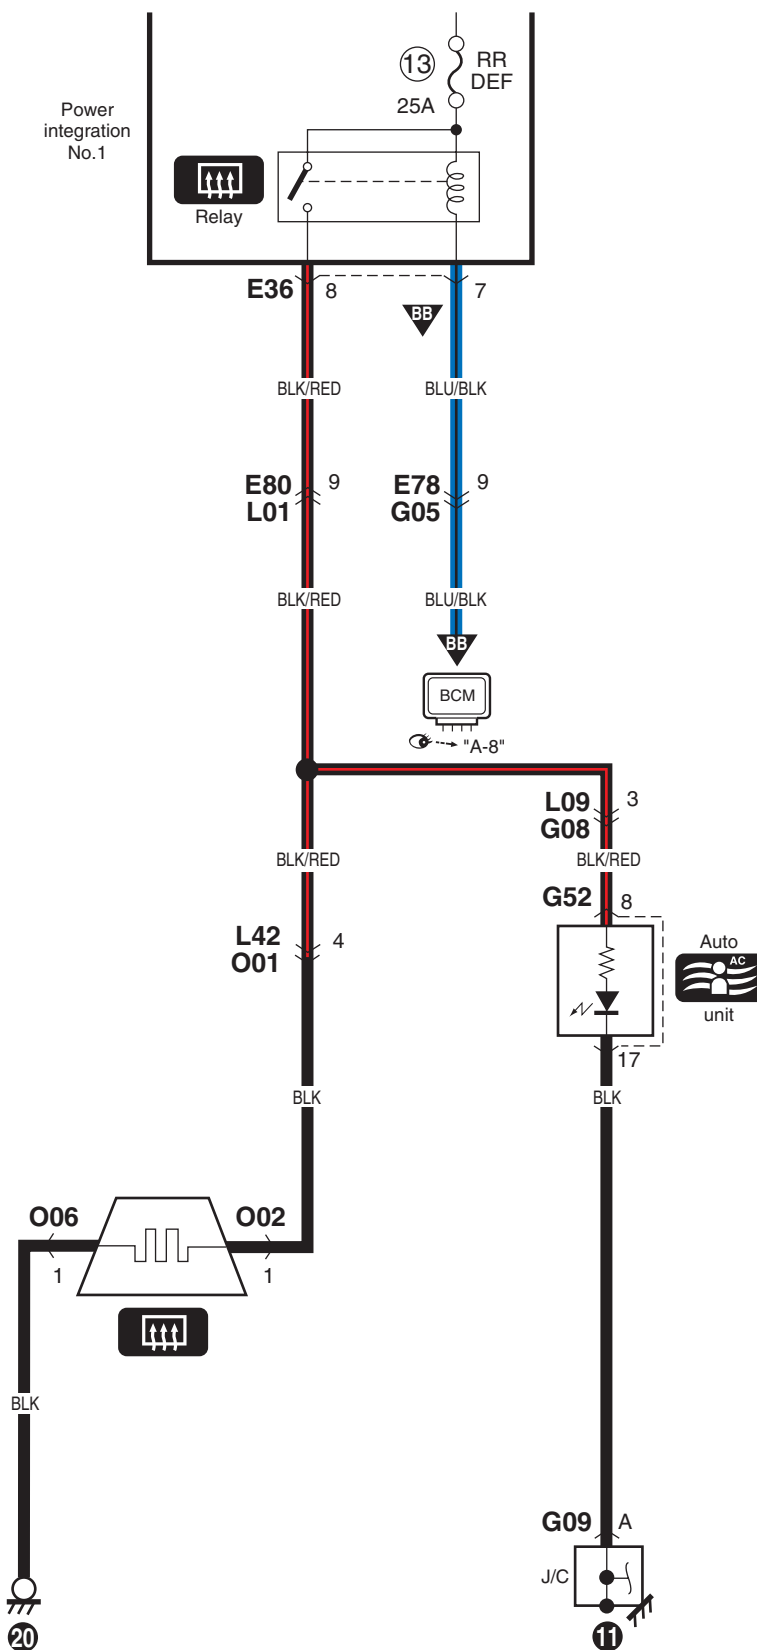 13
RR
DEF
25A
Power
integration
No.1
Relay
E36
8
7
BB
BLK/RED
BLU/BLK
E80
L01
9
E78
G05
9
BLK/RED
BLU/BLK
BB
BCM
"A-8"
L09
G08
3
BLK/RED
BLK/RED
G52
8
L42
O01
4
Auto
AC
unit
17
BLK
BLK
O06
O02
1
1
BLK
G09
A
J/C
20
11